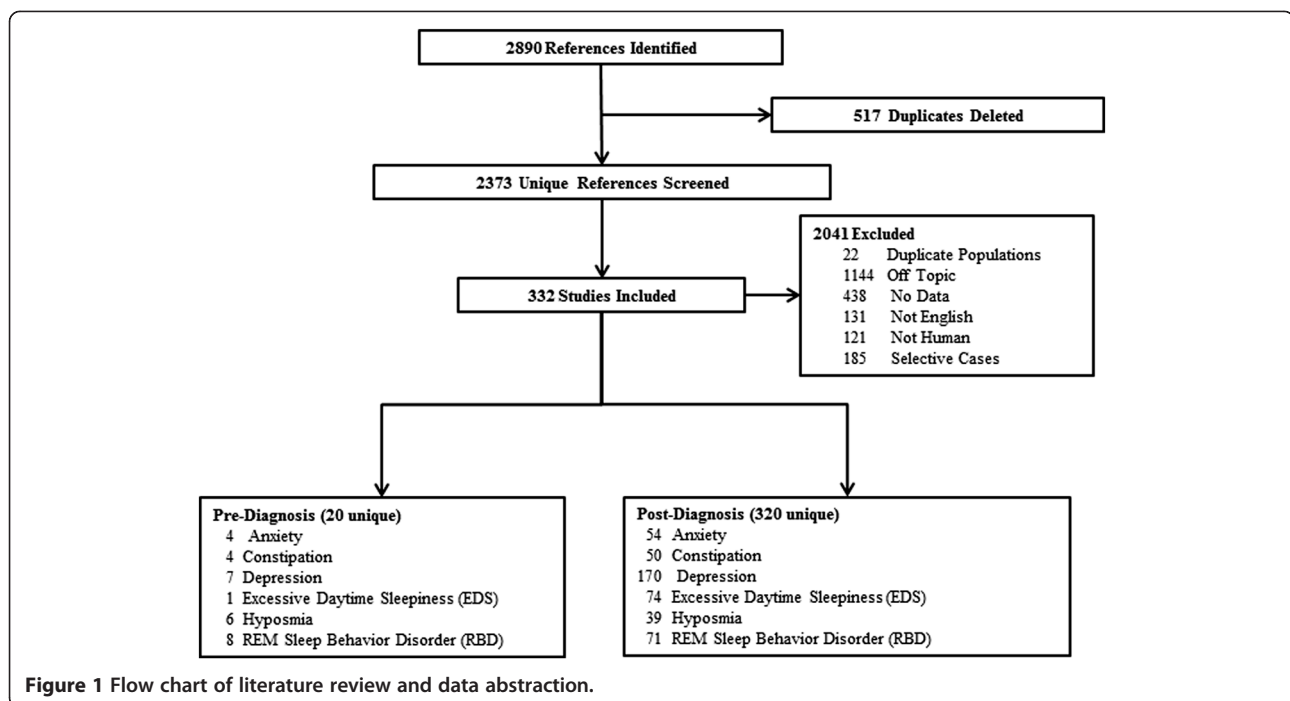 2890 References Identified
517 Duplicates Deleted
2373 Unique References Screened
2041 Excluded
22 Duplicate Populations
1144 Off Topic
438 No Data
131 Not English
121 Not Human
185 Selective Cases
332 Studies Included
Pre-Diagnosis (20 unique)
4 Anxiety
4 Constipation
7 Depression
1 Excessive Daytime Sleepiness (EDS)
6 Hyposmia
8 REM Sleep Behavior Disorder (RBD)
Post-Diagnosis (320 unique)
54 Anxiety
50 Constipation
170 Depression
74 Excessive Daytime Sleepiness (EDS)
39 Hyposmia
71 REM Sleep Behavior Disorder (RBD)
Figure 1 Flow chart of literature review and data abstraction.